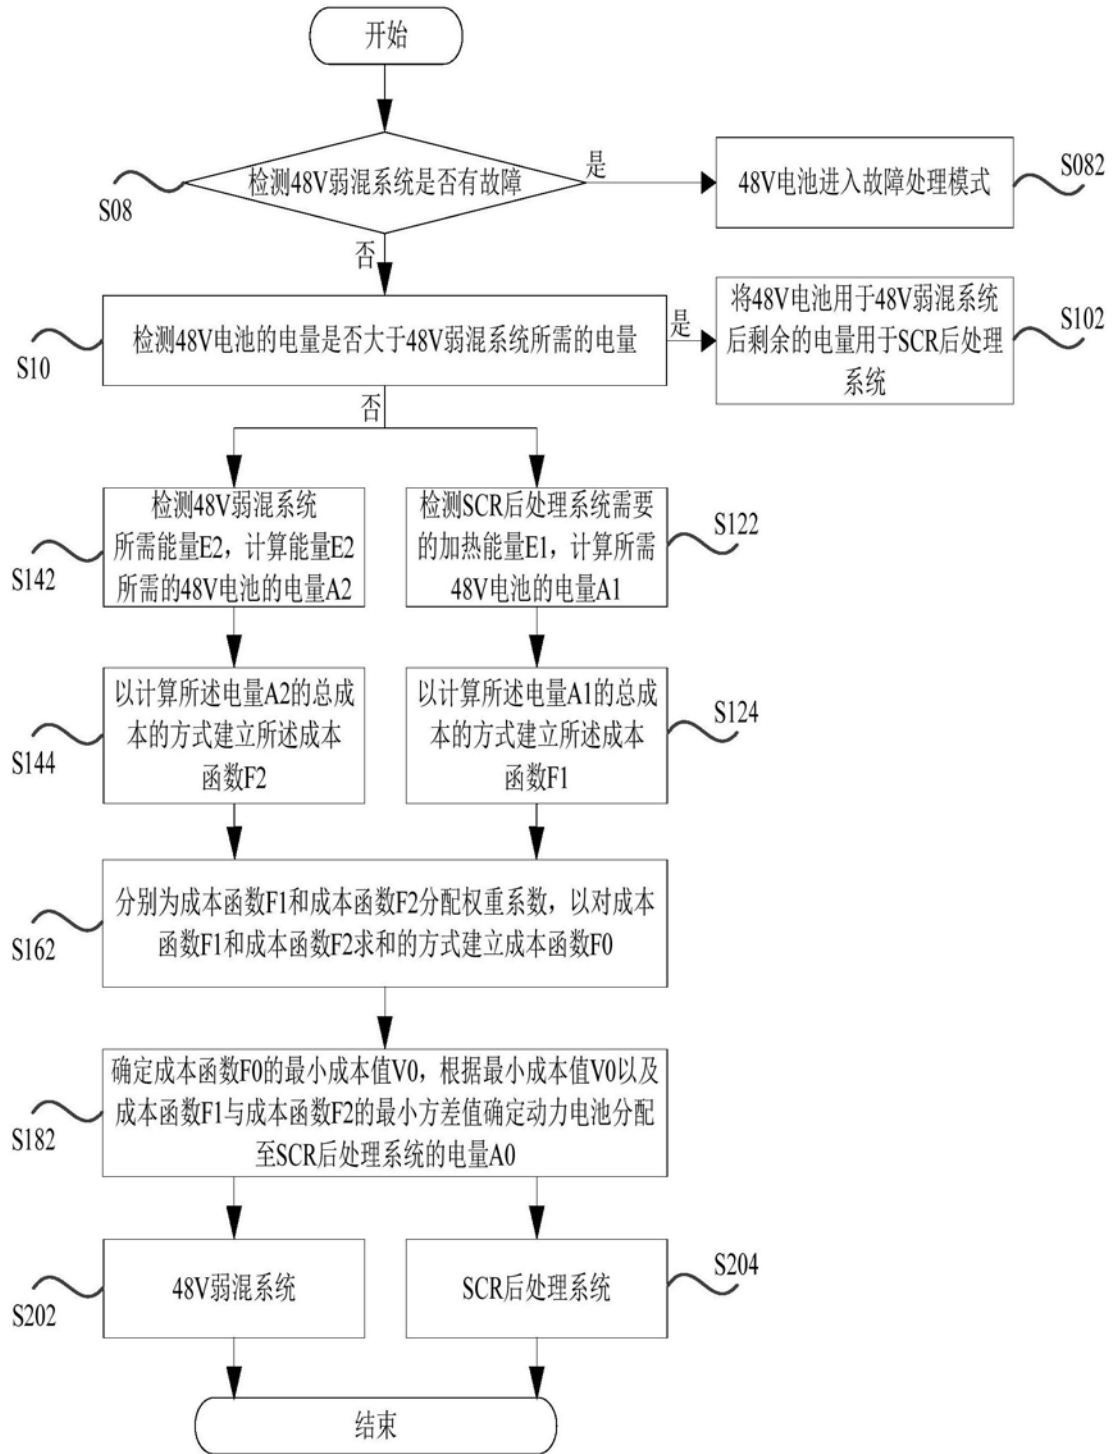 开始
检测48V弱混系统是否有故障
是
48V电池进入故障处理模式
S082
S08
否
检测48V电池的电量是否大于48V弱混系统所需的电量
是
将48V电池用于48V弱混系统
后剩余的电量用于SCR后处理
系统
S102
S10
否
检测48V弱混系统
所需能量E2，计算能量E2
所需的48V电池的电量A2
S142
检测SCR后处理系统需要
的加热能量E1，计算所需
48V电池的电量A1
S122
以计算所述电量A2的总成
本的方式建立所述成本
函数F2
S144
以计算所述电量A1的总成
本的方式建立所述成本
函数F1
S124
分别为成本函数F1和成本函数F2分配权重系数，以对成本
函数F1和成本函数F2求和的方式建立成本函数F0
S162
确定成本函数F0的最小成本值V0，根据最小成本值V0以及
成本函数F1与成本函数F2的最小方差值确定动力电池分配
至SCR后处理系统的电量A0
S182
48V弱混系统
S202
SCR后处理系统
S204
结束